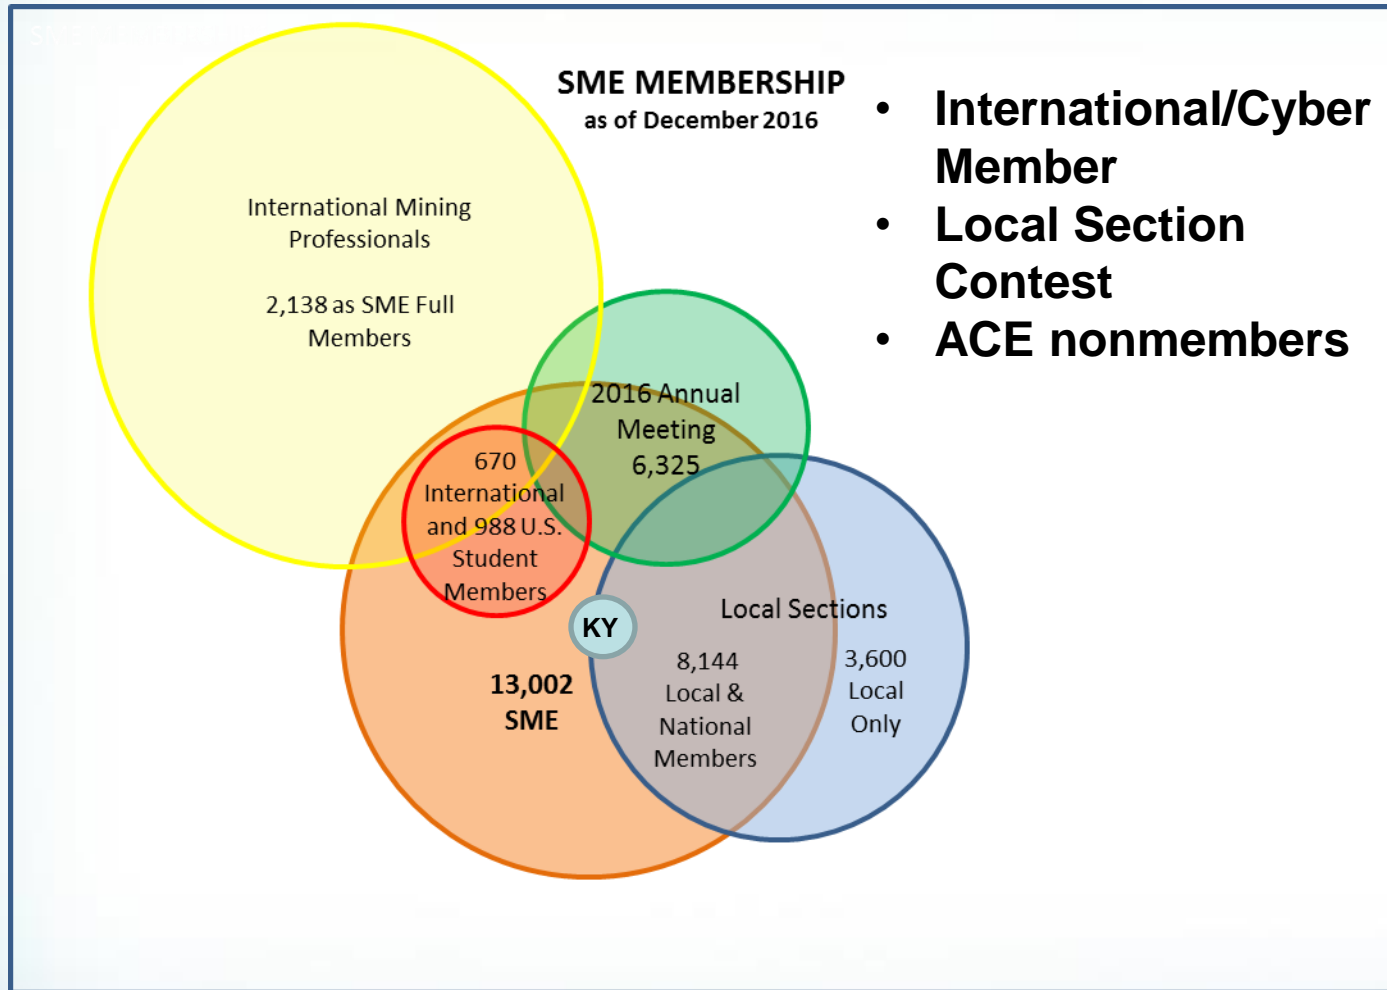 SME MEMBERSHIP
as of December 2016
• International/Cyber
Member
• Local Section
Contest
• ACE nonmembers
International Mining
Professionals
2,138 as SME Full
Members
2016 Annual
Meeting
6,325
670
International
and 988 U.S.
Student
Members
KY
13,002
SME
Local Sections
8,144
Local &
National
Members
3,600
Local
Only